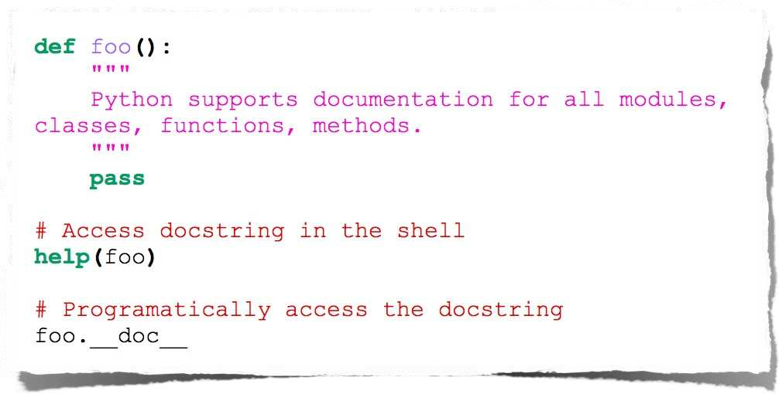 def foo():
    """
    Python supports documentation for all modules,
classes, functions, methods.
    """
    pass

# Access docstring in the shell
help(foo)

# Programatically access the docstring
foo.__doc__